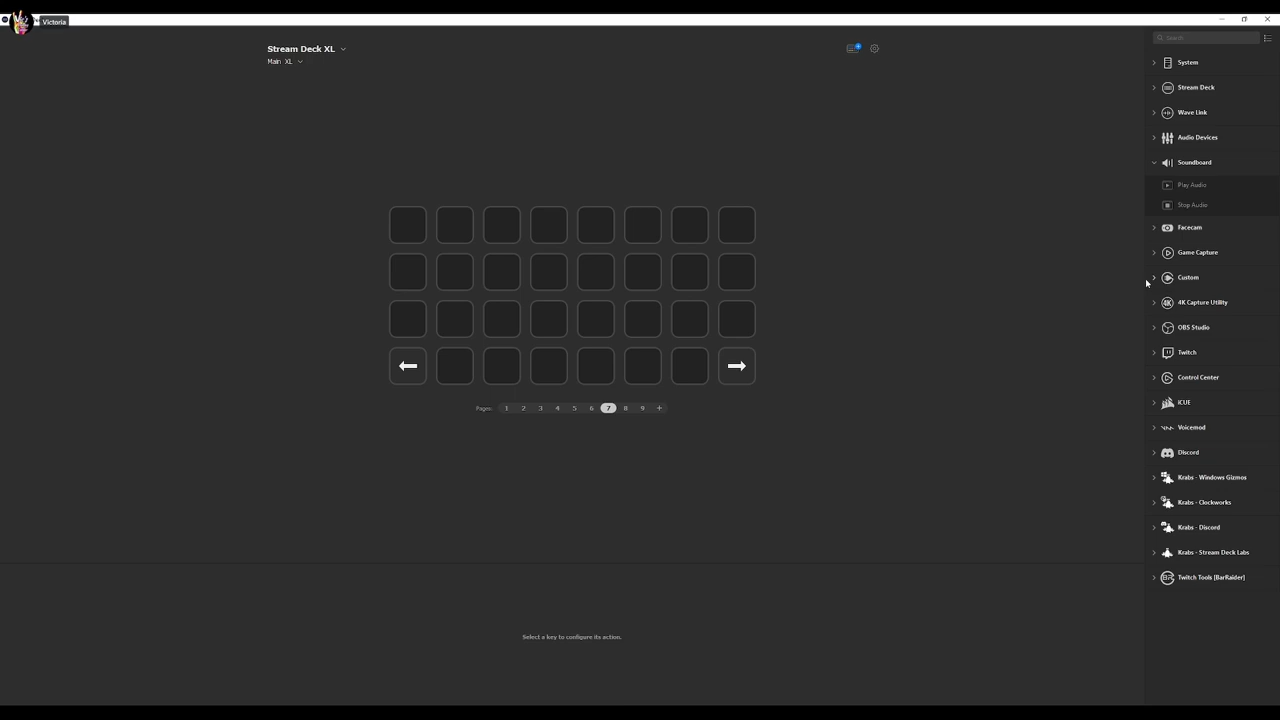 Victoria
Stream Deck XL
Main XL
Search
System
Stream Deck
Wave Link
Audio Devices
Soundboard
Play Audio
Stop Audio
Facecam
Game Capture
Custom
4K Capture Utility
OBS Studio
Twitch
Control Center
iCUE
Voicemod
Discord
Krabs - Windows Gizmos
Krabs - Clockworks
Krabs - Discord
Krabs - Stream Deck Labs
Twitch Tools [BarRaider]
Pages: 1 2 3 4 5 6 7 8 9 +
Select a key to configure its action.